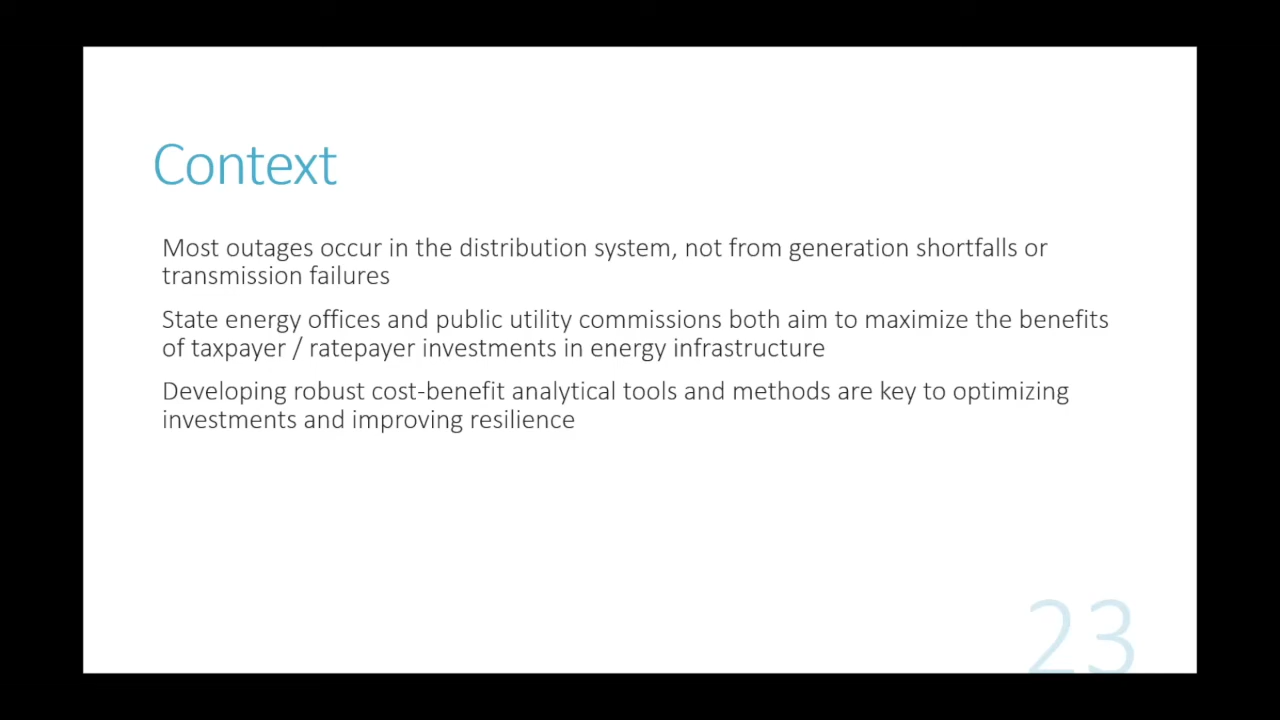 Context
Most outages occur in the distribution system, not from generation shortfalls or
transmission failures
State energy offices and public utility commissions both aim to maximize the benefits
of taxpayer / ratepayer investments in energy infrastructure
Developing robust cost-benefit analytical tools and methods are key to optimizing
investments and improving resilience
23